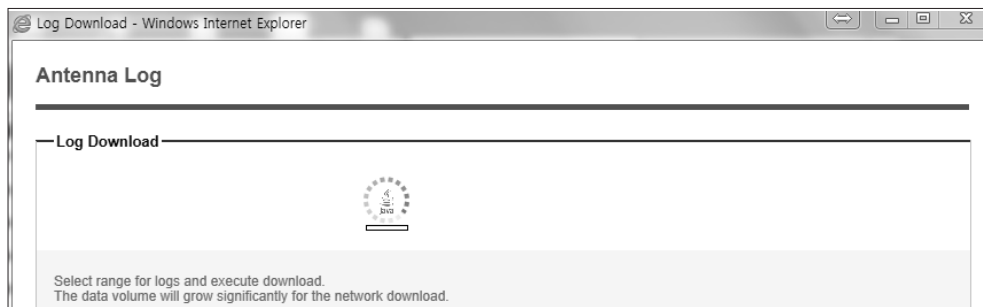 Log Download - Windows Internet Explorer
Antenna Log
Log Download
Java
Select range for logs and execute download.
The data volume will grow significantly for the network download.